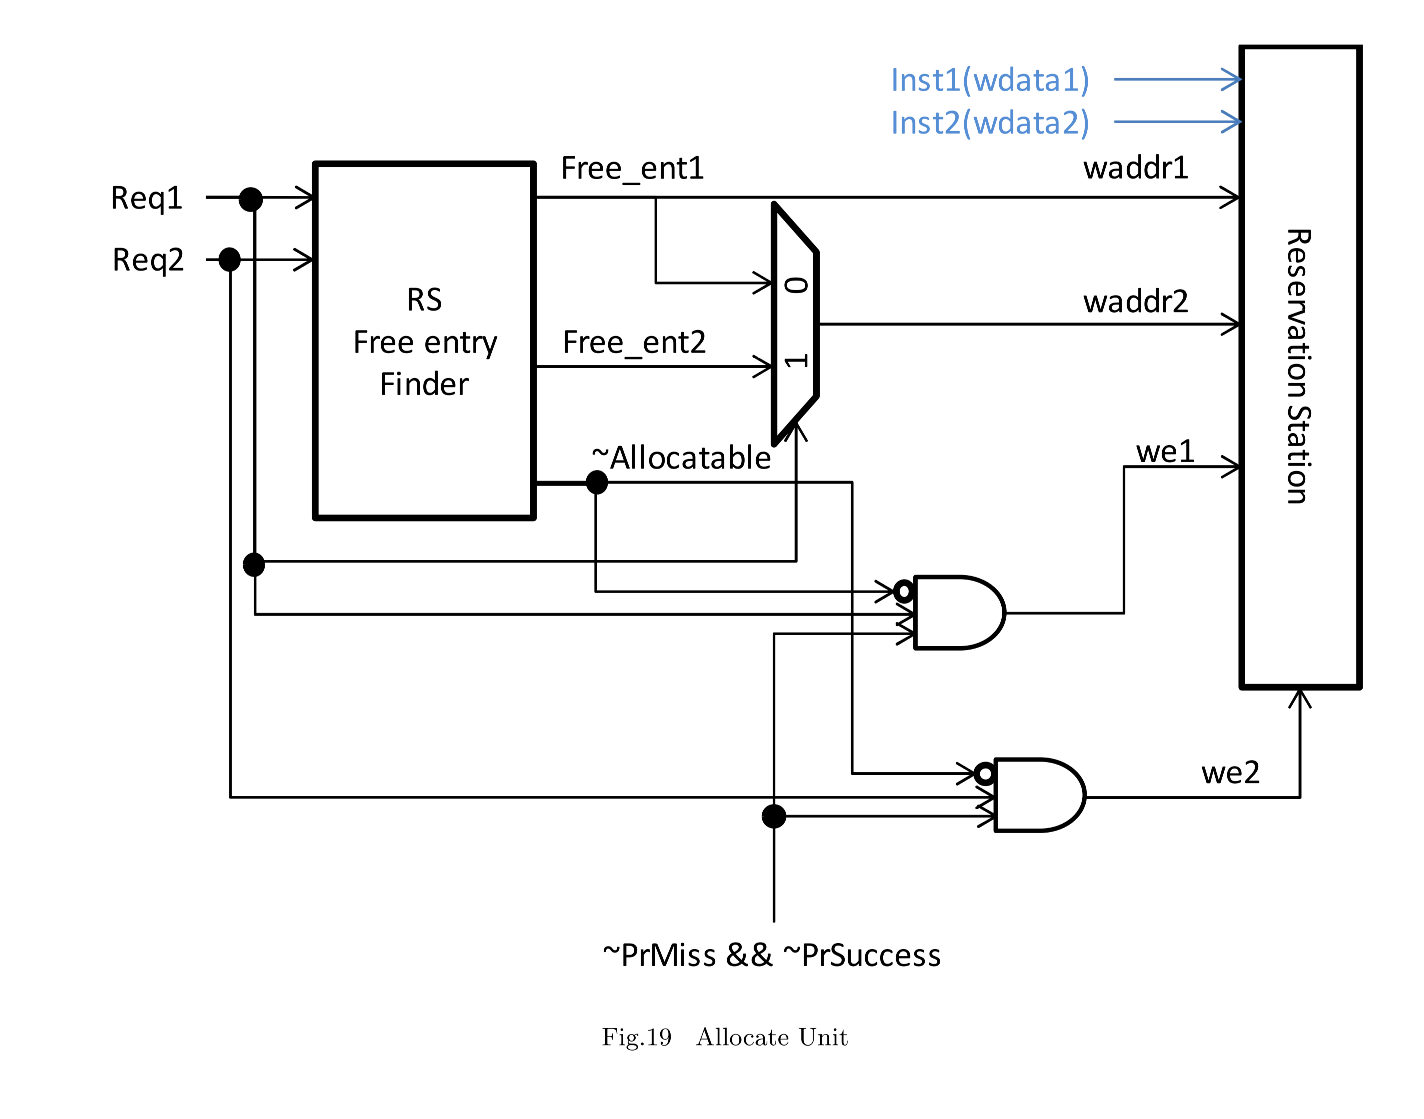 Inst1(wdata1)
Inst2(wdata2)
Req1
Req2
RS
Free entry
Finder
Free_ent1
waddr1
0
Free_ent2
1
waddr2
~Allocatable
we1
Reservation Station
we2
~PrMiss && ~PrSuccess
Fig.19 Allocate Unit